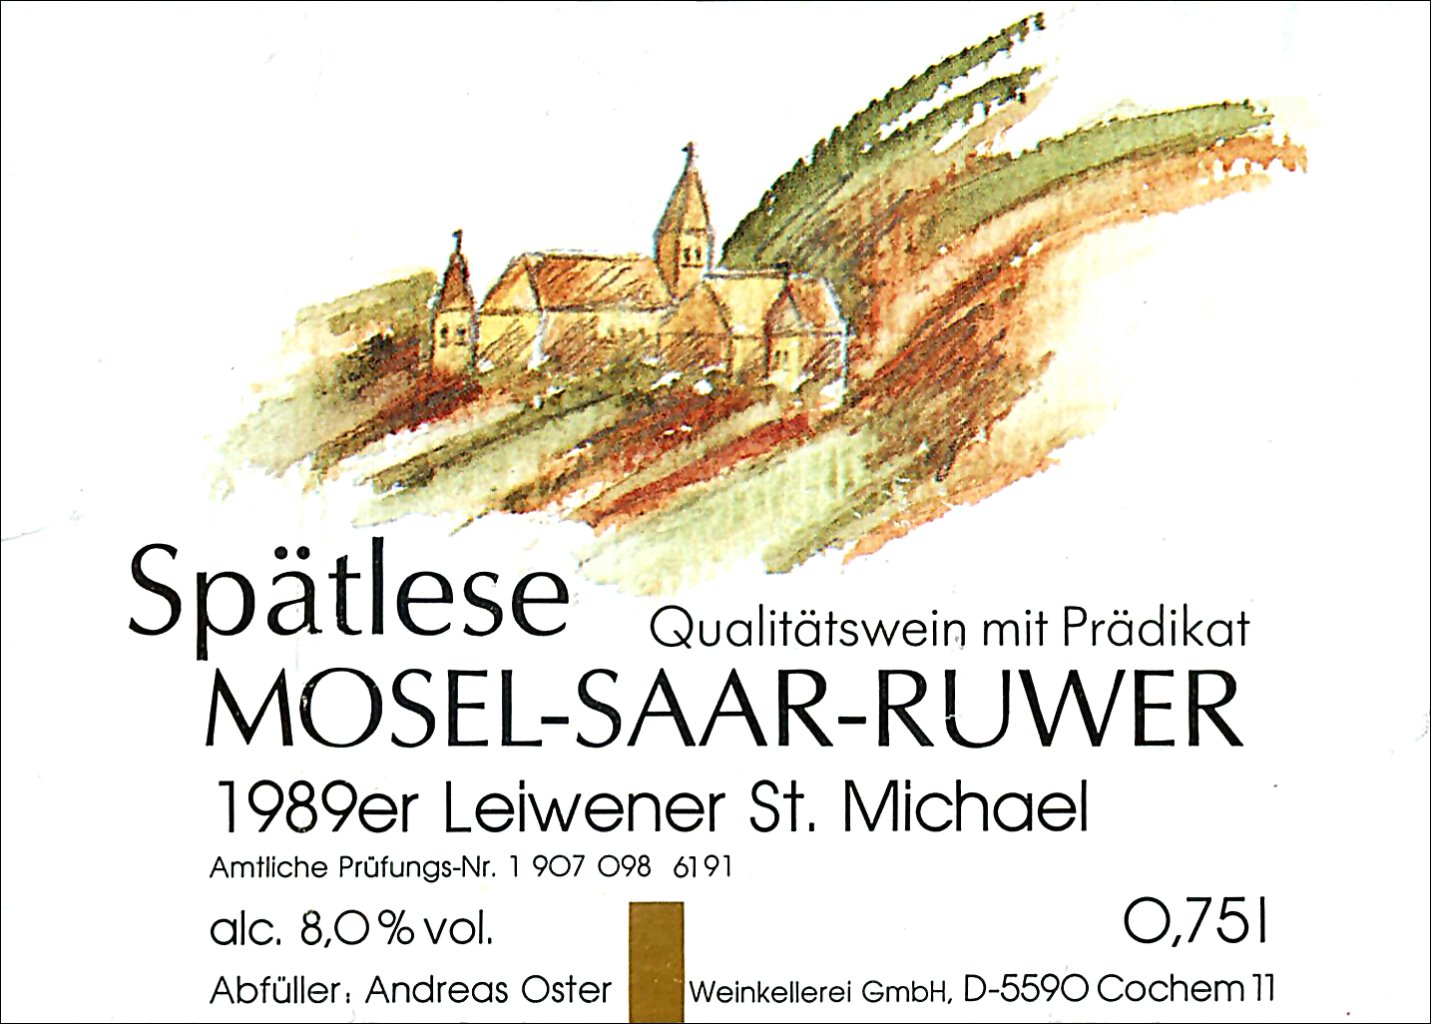 Spätlese
Qualitätswein mit Prädikat
MOSEL-SAAR-RUWER
1989er Leiwener St. Michael
Amtliche Prüfungs-Nr. 1 907 098 6191
alc. 8,0% vol.
0,75l
Abfüller: Andreas Oster Weinkellerei GmbH, D-5590 Cochem 11